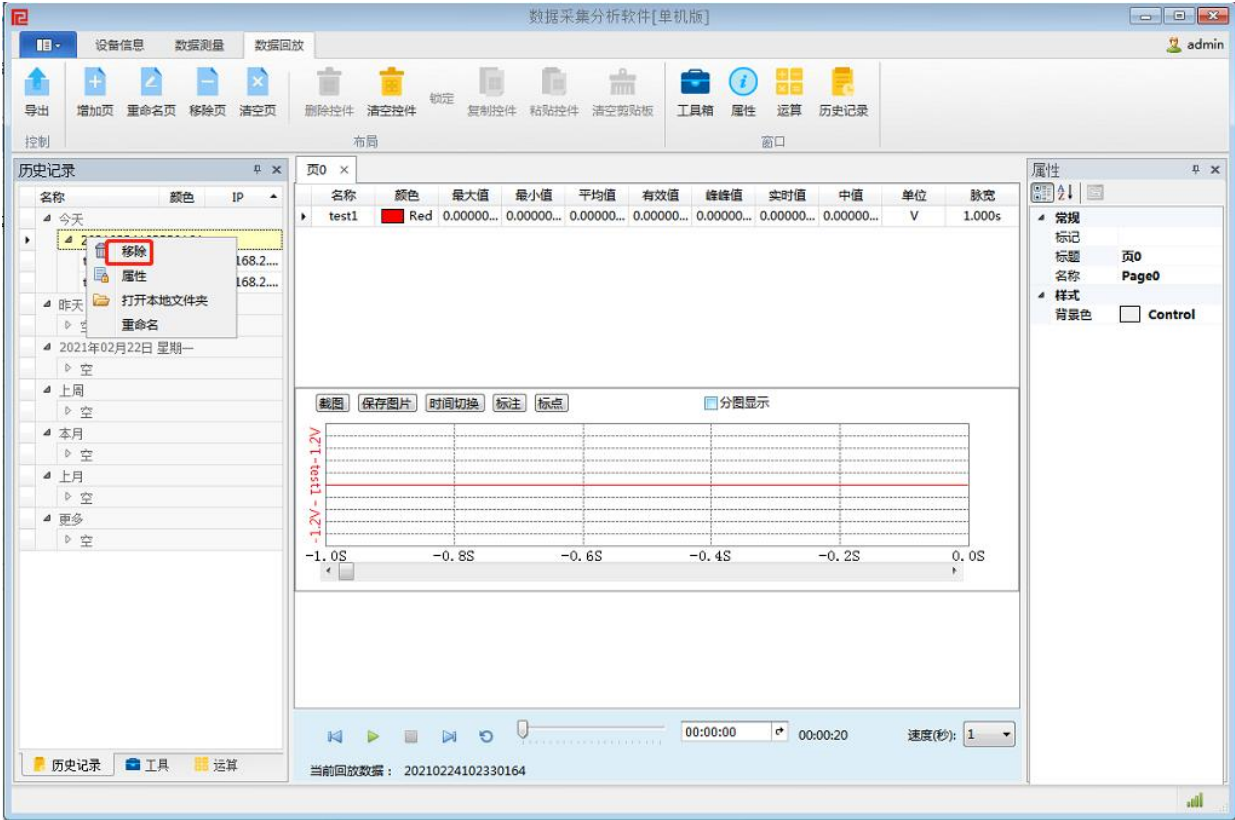 数据采集分析软件[单机版]
设备信息 数据测量 数据回放 admin
导出 增加页 重命名页 移除页 清空页 删除控件 清空控件 锁定 复制控件 粘贴控件 清空剪贴板 工具箱 属性 运算 历史记录
控制 布局 窗口
历史记录
名称 颜色 IP
今天
168.2....
168.2....
昨天
2021年02月22日 星期一
空
上周
空
本月
空
上月
空
更多
空
移除
属性
打开本地文件夹
重命名
历史记录 工具 运算
页0
名称 颜色 最大值 最小值 平均值 有效值 峰峰值 实时值 中值 单位 脉宽
test1 Red 0.00000... 0.00000... 0.00000... 0.00000... 0.00000... 0.00000... 0.00000... V 1.000s
截图 保存图片 时间切换 标注 标点 分图显示
-1.2V - test1 - 1.2V
-1.0S -0.8S -0.6S -0.4S -0.2S 0.0S
00:00:00 00:00:20 速度(秒): 1
当前回放数据： 20210224102330164
属性
常规
标记
标题 页0
名称 Page0
样式
背景色 Control